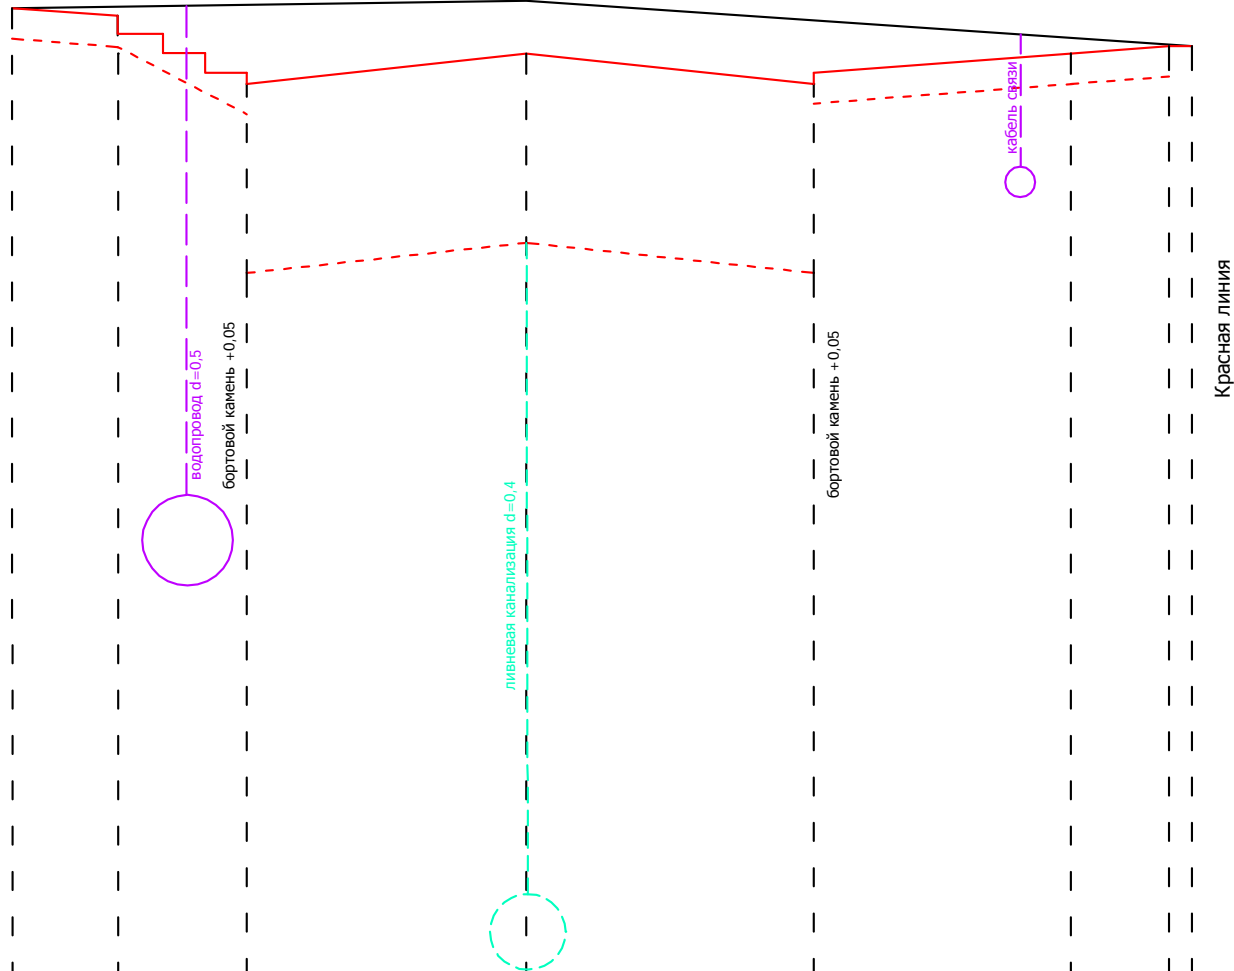 водопровод d=0,5
бортовой камень +0,05
ливневая канализация d=0,4
бортовой камень +0,05
кабель связи
Красная линия